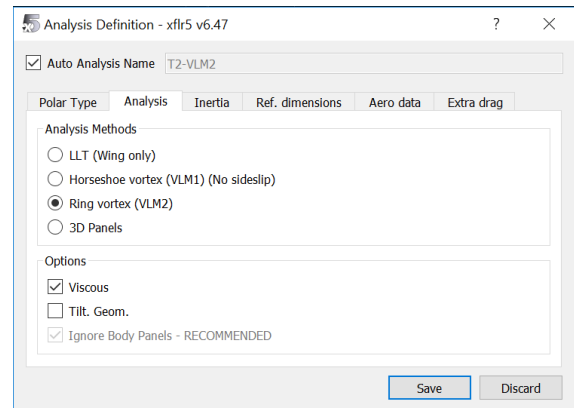 Analysis Definition - xflr5 v6.47
Auto Analysis Name T2-VLM2
Polar Type Analysis Inertia Ref. dimensions Aero data Extra drag
Analysis Methods
LLT (Wing only)
Horseshoe vortex (VLM1) (No sideslip)
Ring vortex (VLM2)
3D Panels
Options
Viscous
Tilt. Geom.
Ignore Body Panels - RECOMMENDED
Save Discard